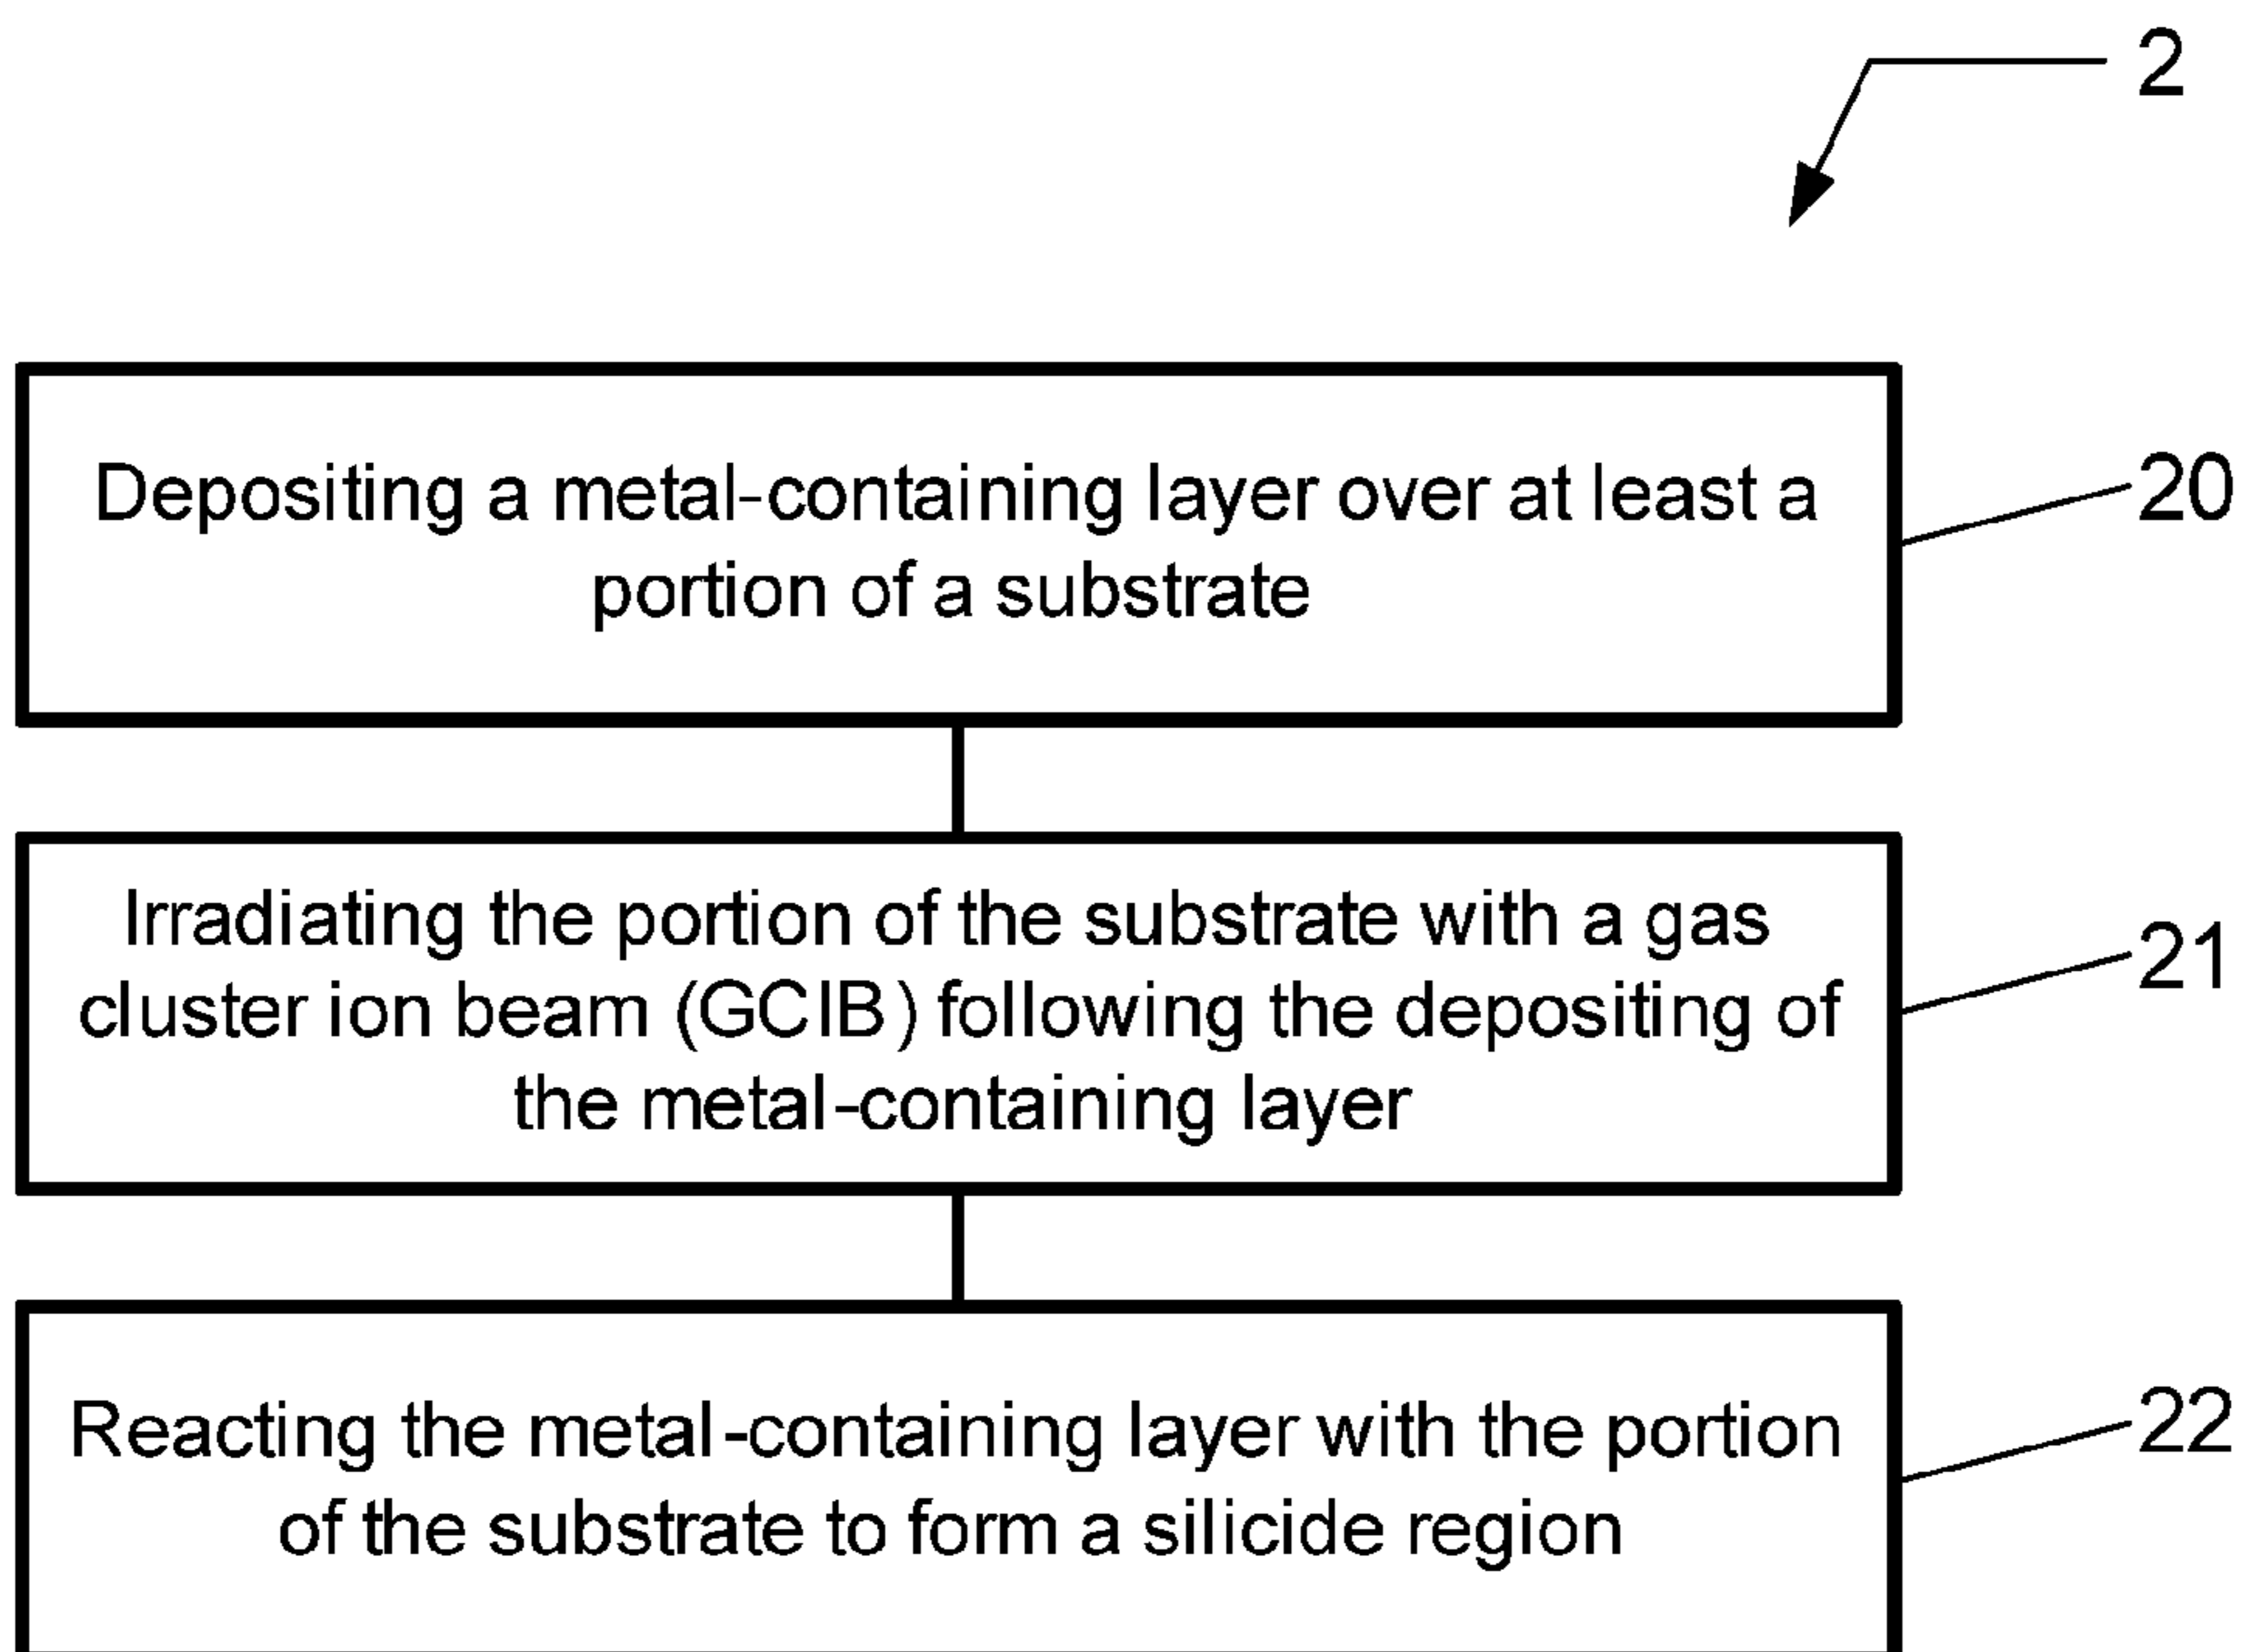 2
Depositing a metal-containing layer over at least a
portion of a substrate
20
Irradiating the portion of the substrate with a gas
cluster ion beam (GCIB) following the depositing of
the metal-containing layer
21
Reacting the metal-containing layer with the portion
of the substrate to form a silicide region
22